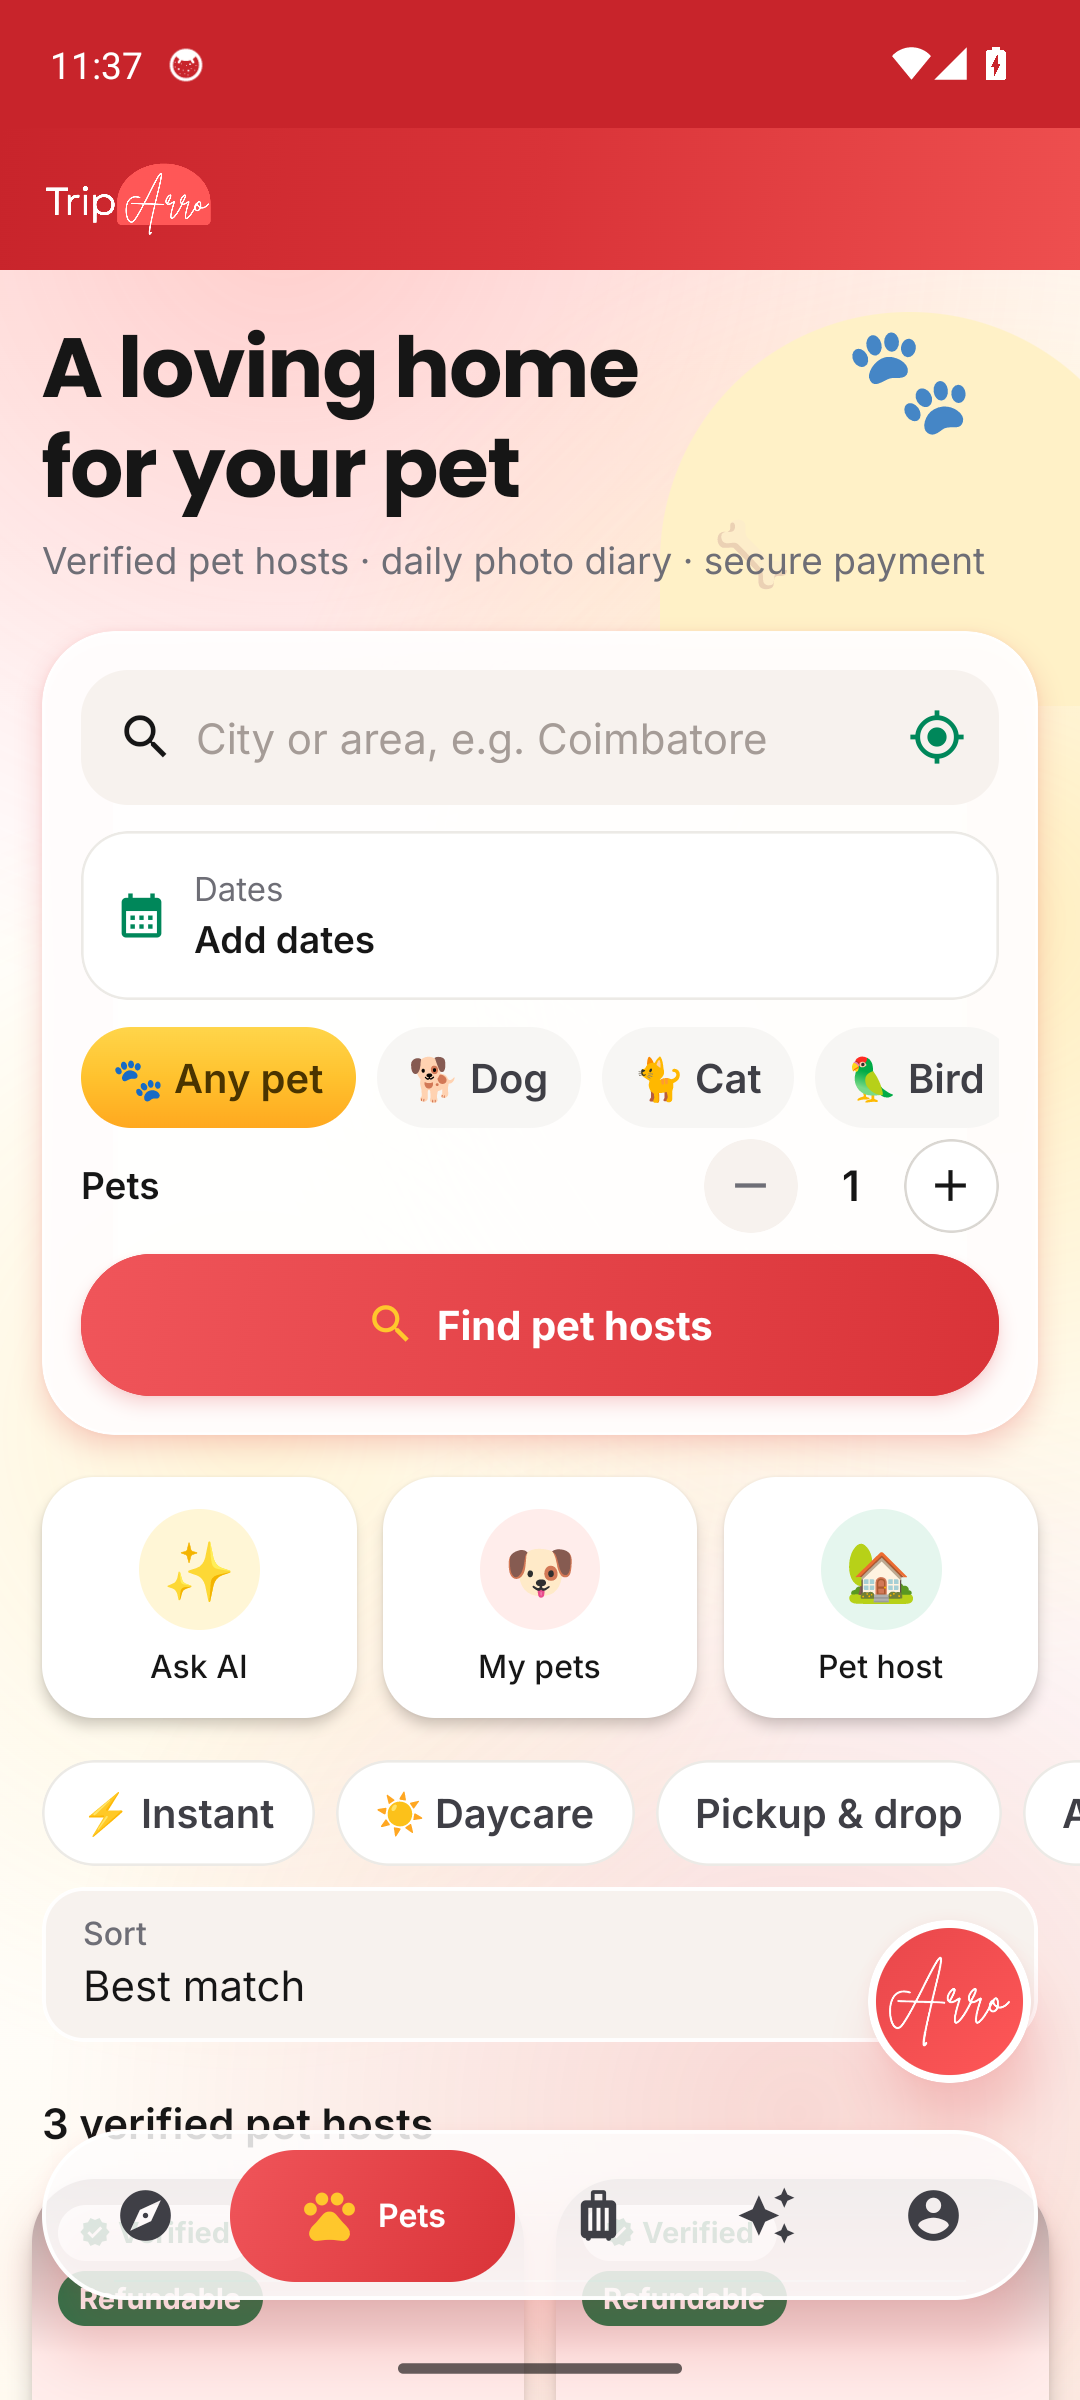 11:37
Trip Arro
A loving home
for your pet
Verified pet hosts · daily photo diary · secure payment
City or area, e.g. Coimbatore
Dates
Add dates
Any pet
Dog
Cat
Bird
Pets
1
Find pet hosts
Ask AI
My pets
Pet host
Instant
Daycare
Pickup & drop
A
Sort
Best match
Arro
3 verified pet hosts
Pets
Verified
Verified
Refundable
Refundable